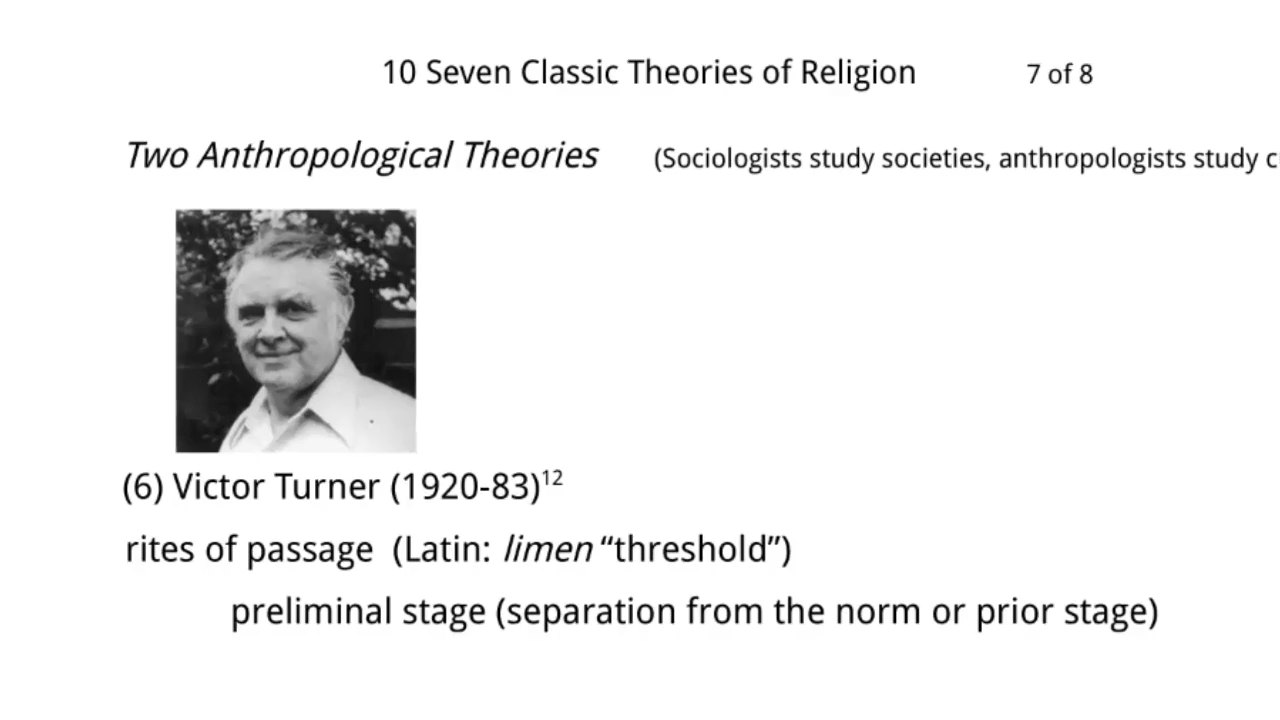 10 Seven Classic Theories of Religion 7 of 8
Two Anthropological Theories (Sociologists study societies, anthropologists study
(6) Victor Turner (1920-83)12
rites of passage (Latin: limen “threshold”)
preliminal stage (separation from the norm or prior stage)